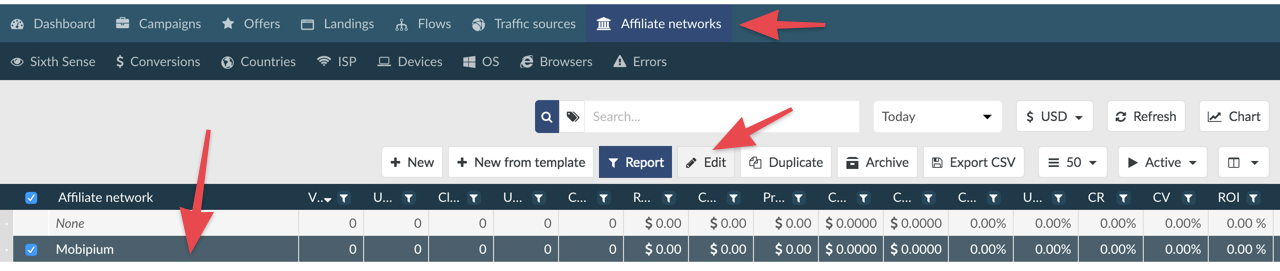 Dashboard Campaigns Offers Landings Flows Traffic sources Affiliate networks
Sixth Sense $ Conversions Countries ISP Devices OS Browsers Errors
Search... Today $ USD Refresh Chart
+ New + New from template Report Edit Duplicate Archive Export CSV 50 Active
Affiliate network V... U... Cl... U... C... R... C... Pr... C... C... C... U... CR CV ROI
None 0 0 0 0 0 $ 0.00 $ 0.00 $ 0.00 $ 0.0000 $ 0.0000 0.00% 0.00% 0.00% 0.00% 0.00 %
Mobipium 0 0 0 0 0 $ 0.00 $ 0.00 $ 0.00 $ 0.0000 $ 0.0000 0.00% 0.00% 0.00% 0.00% 0.00 %